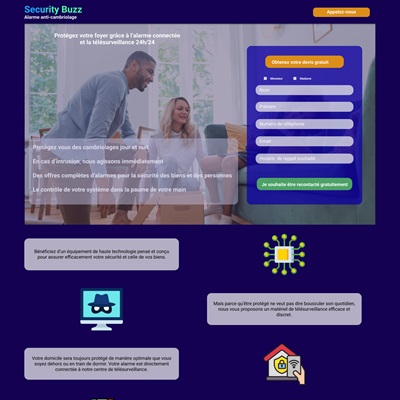 Security Buzz
Alarme anti-cambriolage
Appelez-nous
Protégez votre foyer grâce à l'alarme connectée
et la télésurveillance 24h/24
Obtenez votre devis gratuit
Monsieur
Madame
Nom
Prénom
Numéro de téléphone
Email
Horaire de rappel souhaité
Je souhaite être recontacté gratuitement
Protégez vous des cambriolages jour et nuit
En cas d'intrusion, nous agissons immédiatement
Des offres complètes d'alarmes pour la sécurité des biens et des personnes
Le contrôle de votre système dans la paume de votre main
Bénéficiez d'un équipement de haute technologie pensé et conçu
pour assurer efficacement votre sécurité et celle de vos biens.
Mais parce qu'être protégé ne veut pas dire bousculer son quotidien,
nous vous proposons un matériel de télésurveillance efficace et
discret.
Votre domicile sera toujours protégé de manière optimale que vous
soyez dehors ou en train de dormir. Votre alarme est directement
connectée à notre centre de télésurveillance.